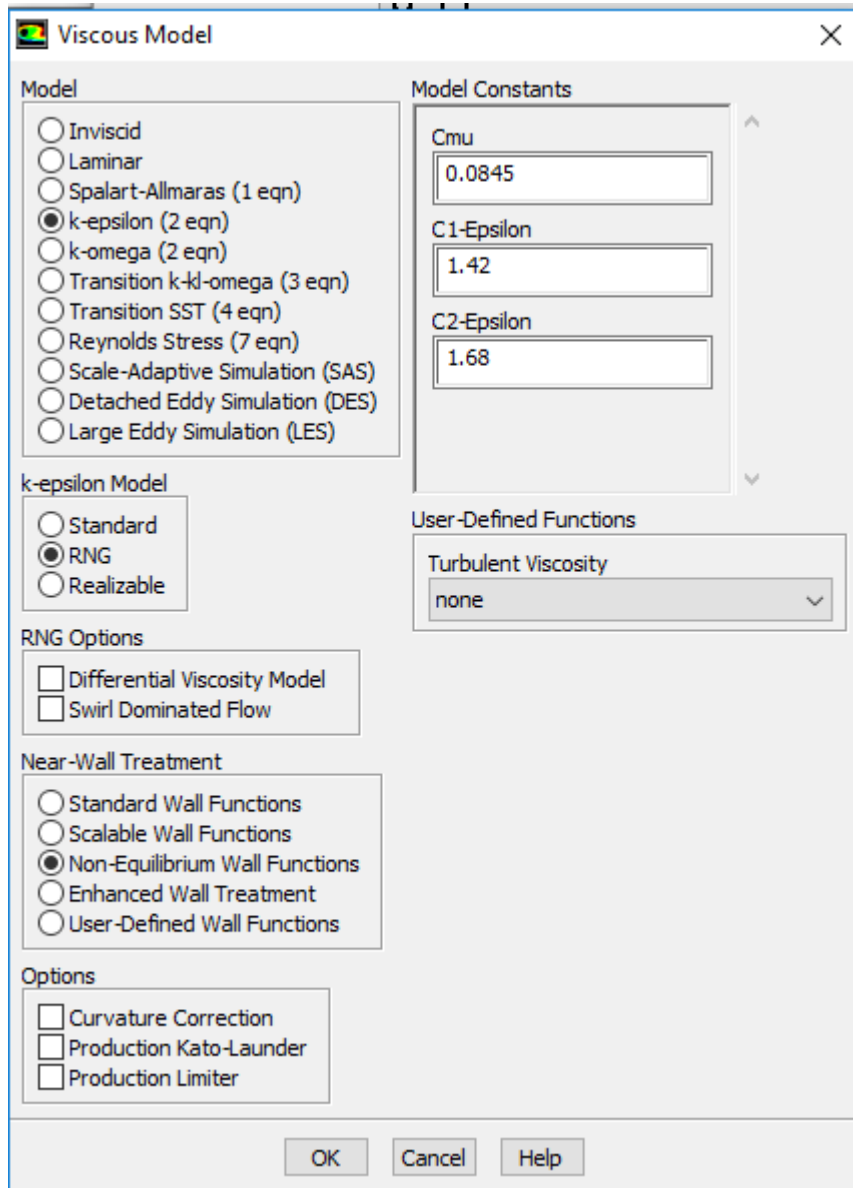 Viscous Model
Model
Inviscid
Laminar
Spalart-Allmaras (1 eqn)
k-epsilon (2 eqn)
k-omega (2 eqn)
Transition k-kl-omega (3 eqn)
Transition SST (4 eqn)
Reynolds Stress (7 eqn)
Scale-Adaptive Simulation (SAS)
Detached Eddy Simulation (DES)
Large Eddy Simulation (LES)
k-epsilon Model
Standard
RNG
Realizable
RNG Options
Differential Viscosity Model
Swirl Dominated Flow
Near-Wall Treatment
Standard Wall Functions
Scalable Wall Functions
Non-Equilibrium Wall Functions
Enhanced Wall Treatment
User-Defined Wall Functions
Options
Curvature Correction
Production Kato-Launder
Production Limiter
Model Constants
Cmu
0.0845
C1-Epsilon
1.42
C2-Epsilon
1.68
User-Defined Functions
Turbulent Viscosity
none
OK
Cancel
Help